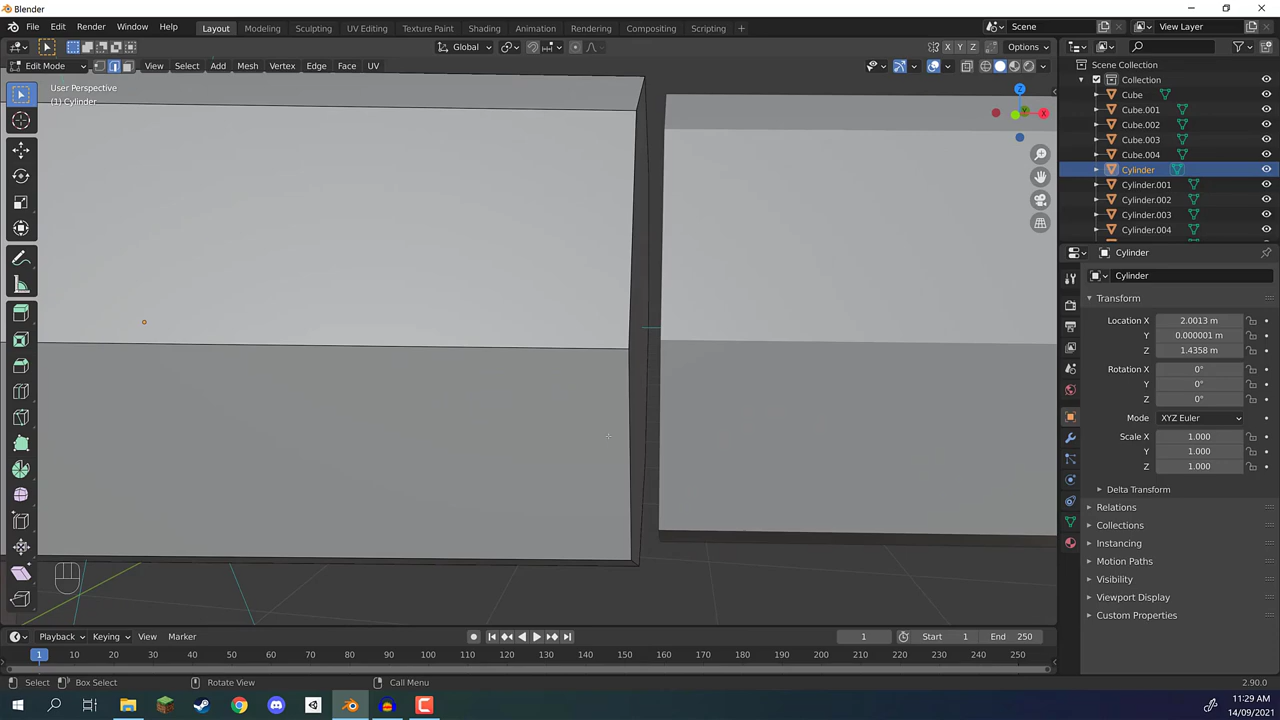 Blender
File Edit Render Window Help
Layout Modeling Sculpting UV Editing Texture Paint Shading Animation Rendering Compositing Scripting
Scene View Layer
Global X Y Z Options
Edit Mode View Select Add Mesh Vertex Edge Face UV
User Perspective
(1) Cylinder
Z
X
Scene Collection
Collection
Cube
Cube.001
Cube.002
Cube.003
Cube.004
Cylinder
Cylinder.001
Cylinder.002
Cylinder.003
Cylinder.004
Cylinder
Cylinder
Transform
Location X 2.0013 m
Y 0.000001 m
Z 1.4358 m
Rotation X 0°
Y 0°
Z 0°
Mode XYZ Euler
Scale X 1.000
Y 1.000
Z 1.000
Delta Transform
Relations
Collections
Instancing
Motion Paths
Visibility
Viewport Display
Custom Properties
Playback Keying View Marker 1 Start 1 End 250
1 10 20 30 40 50 60 70 80 90 100 110 120 130 140 150 160 170 180 190 200 210 220 230 240 250
Select Box Select Rotate View Call Menu 2.90.0
11:29 AM
14/09/2021